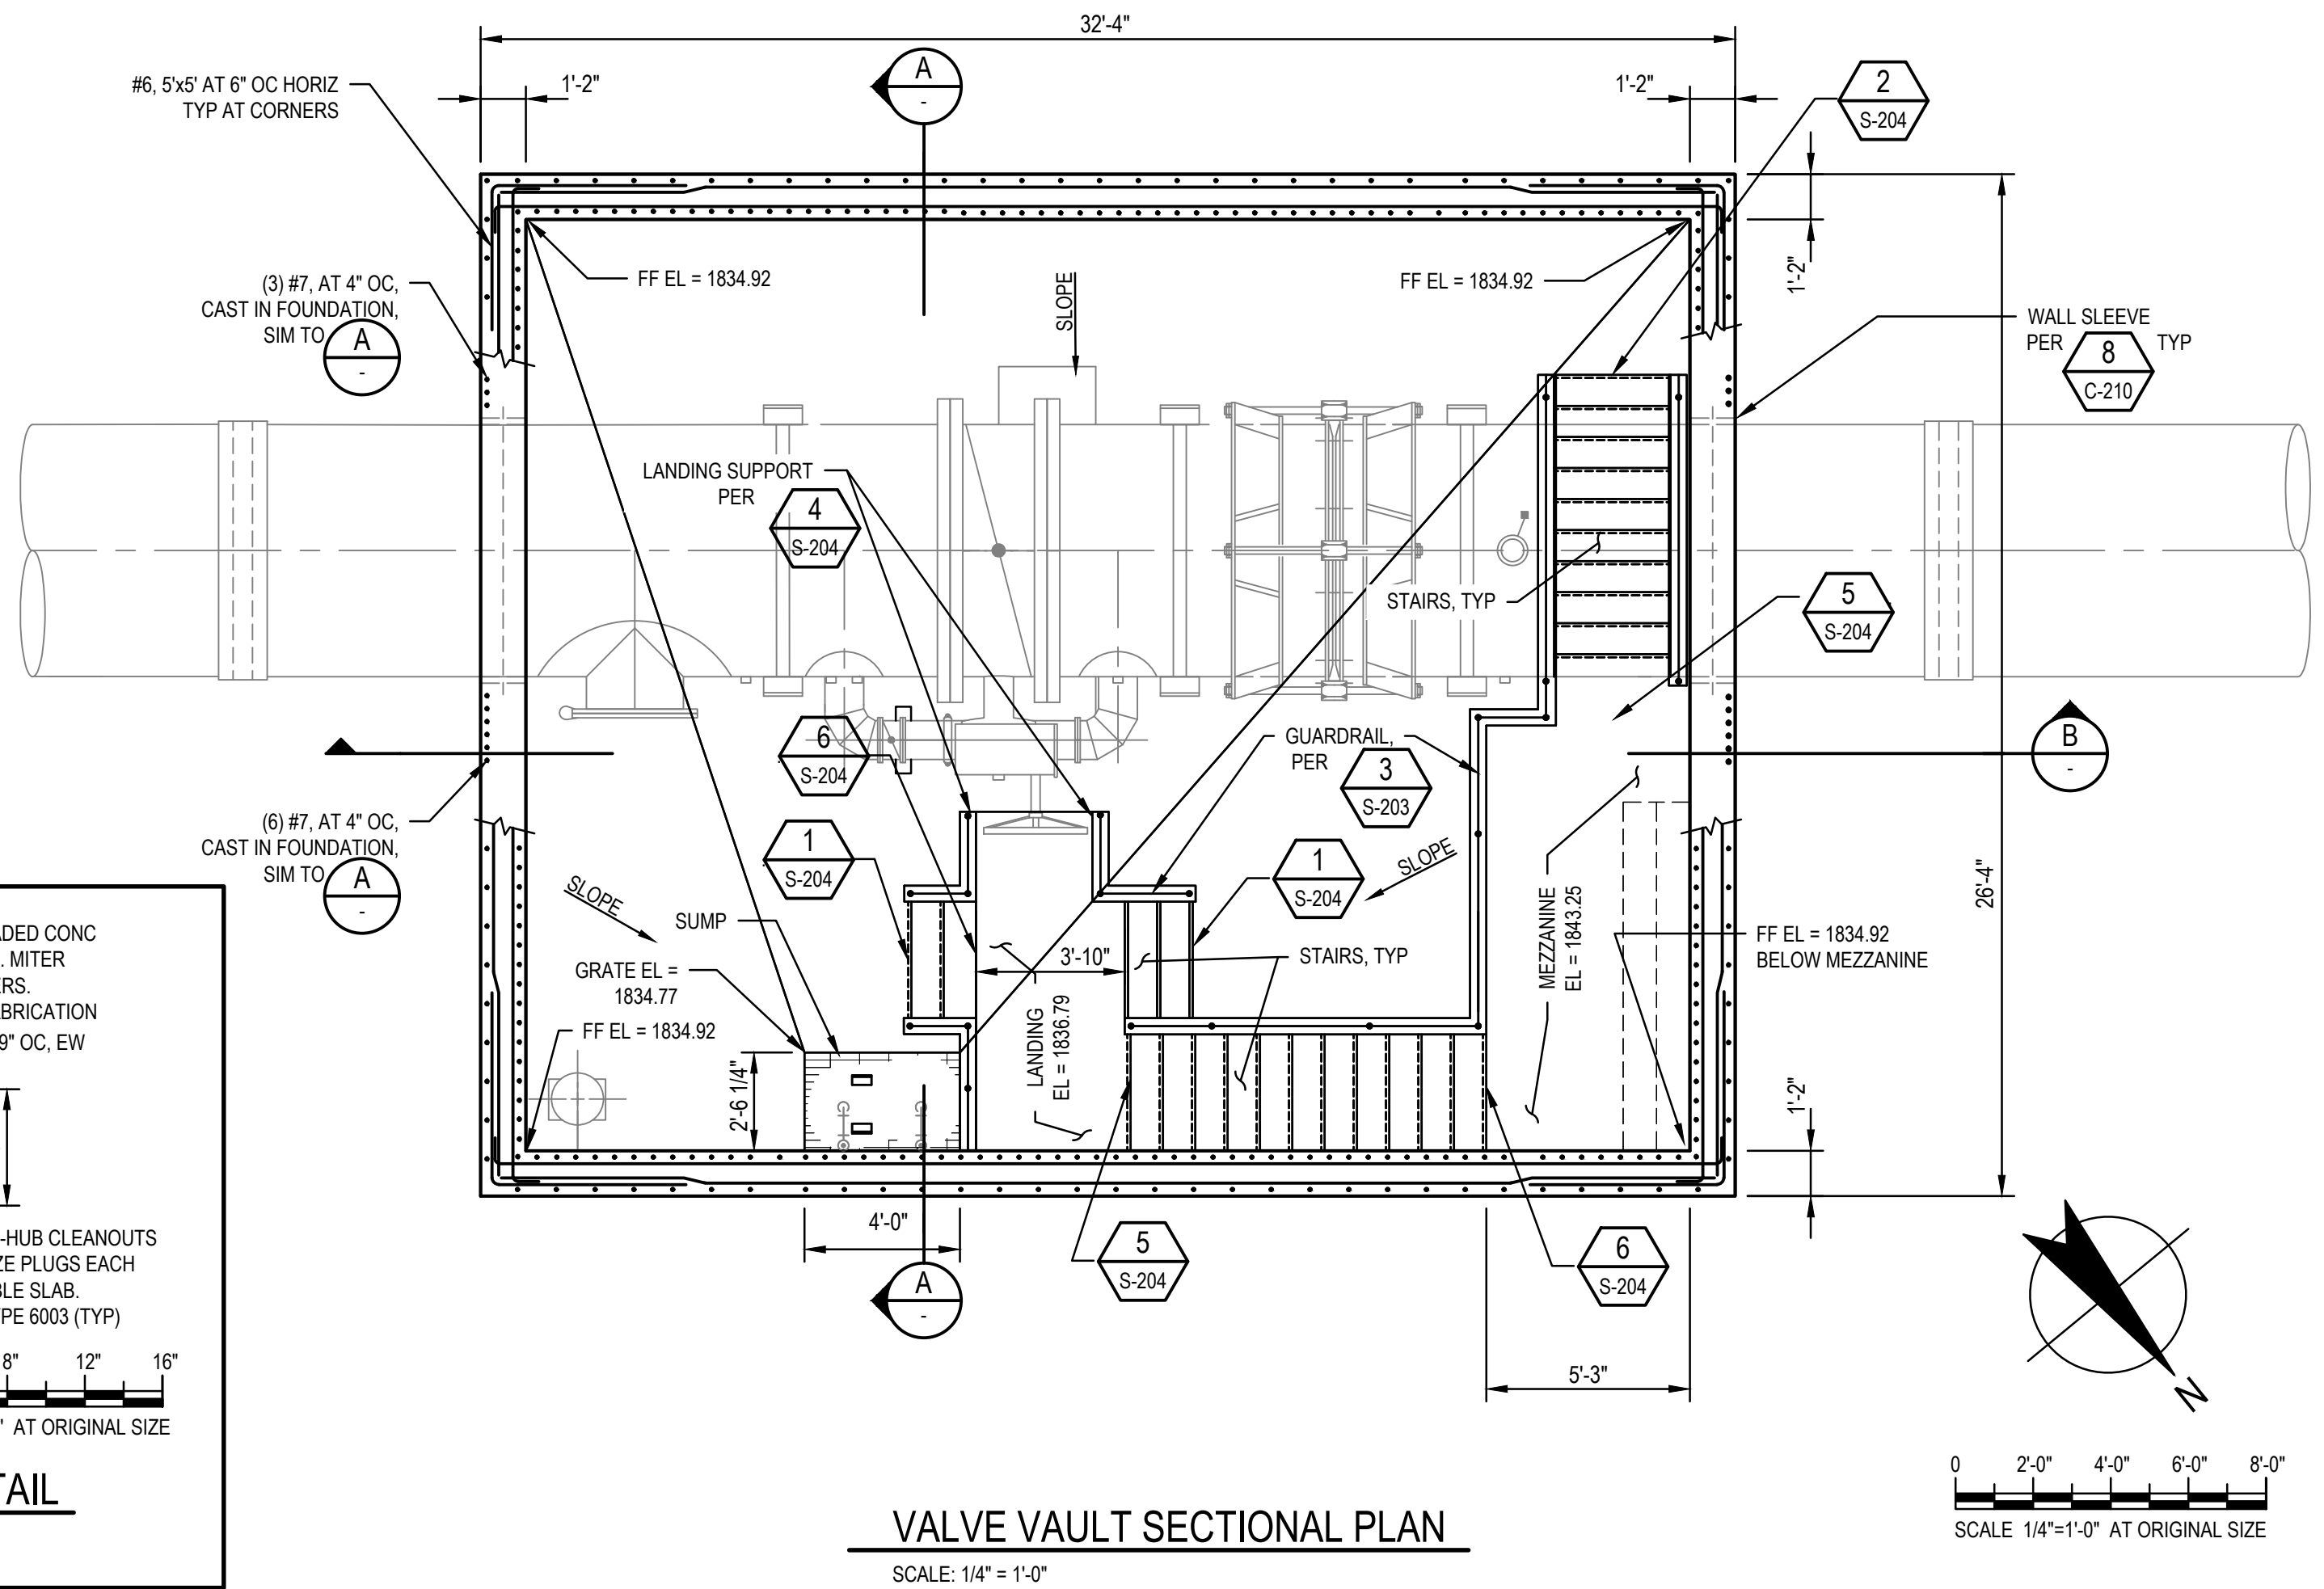 32'-4"
#6, 5'x5' AT 6" OC HORIZ
TYP AT CORNERS
1'-2"
A
-
1'-2"
2
S-204
FF EL = 1834.92
FF EL = 1834.92
SLOPE
1'-2"
(3) #7, AT 4" OC,
CAST IN FOUNDATION,
SIM TO
A
-
WALL SLEEVE
PER
8
C-210
TYP
LANDING SUPPORT
PER
4
S-204
STAIRS, TYP
5
S-204
6
S-204
GUARDRAIL,
PER
3
S-203
B
-
(6) #7, AT 4" OC,
CAST IN FOUNDATION,
SIM TO
A
-
1
S-204
1
S-204
SLOPE
SLOPE
26'-4"
SUMP
GRATE EL =
1834.77
3'-10"
STAIRS, TYP
MEZZANINE
EL = 1843.25
FF EL = 1834.92
BELOW MEZZANINE
FF EL = 1834.92
LANDING
EL = 1836.79
2'-6 1/4"
1'-2"
4'-0"
A
-
5
S-204
6
S-204
5'-3"
N
ADED CONC
. MITER
ERS.
ABRICATION
9" OC, EW
-HUB CLEANOUTS
ZE PLUGS EACH
BLE SLAB.
YPE 6003 (TYP)
8" 12" 16"
" AT ORIGINAL SIZE
TAIL
VALVE VAULT SECTIONAL PLAN
SCALE: 1/4" = 1'-0"
0 2'-0" 4'-0" 6'-0" 8'-0"
SCALE 1/4"=1'-0" AT ORIGINAL SIZE